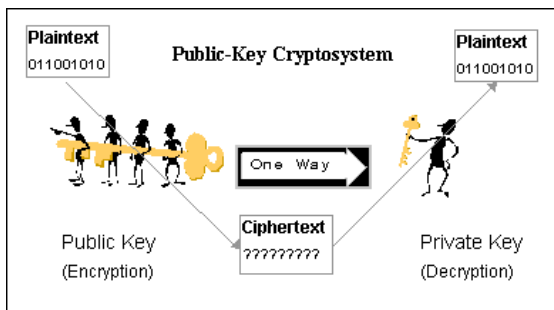 Plaintext
011001010
Public-Key Cryptosystem
Plaintext
011001010
One Way
Ciphertext
?????????
Public Key
(Encryption)
Private Key
(Decryption)